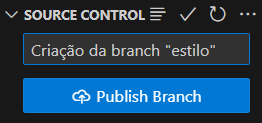 SOURCE CONTROL
Criação da branch "estilo"
Publish Branch